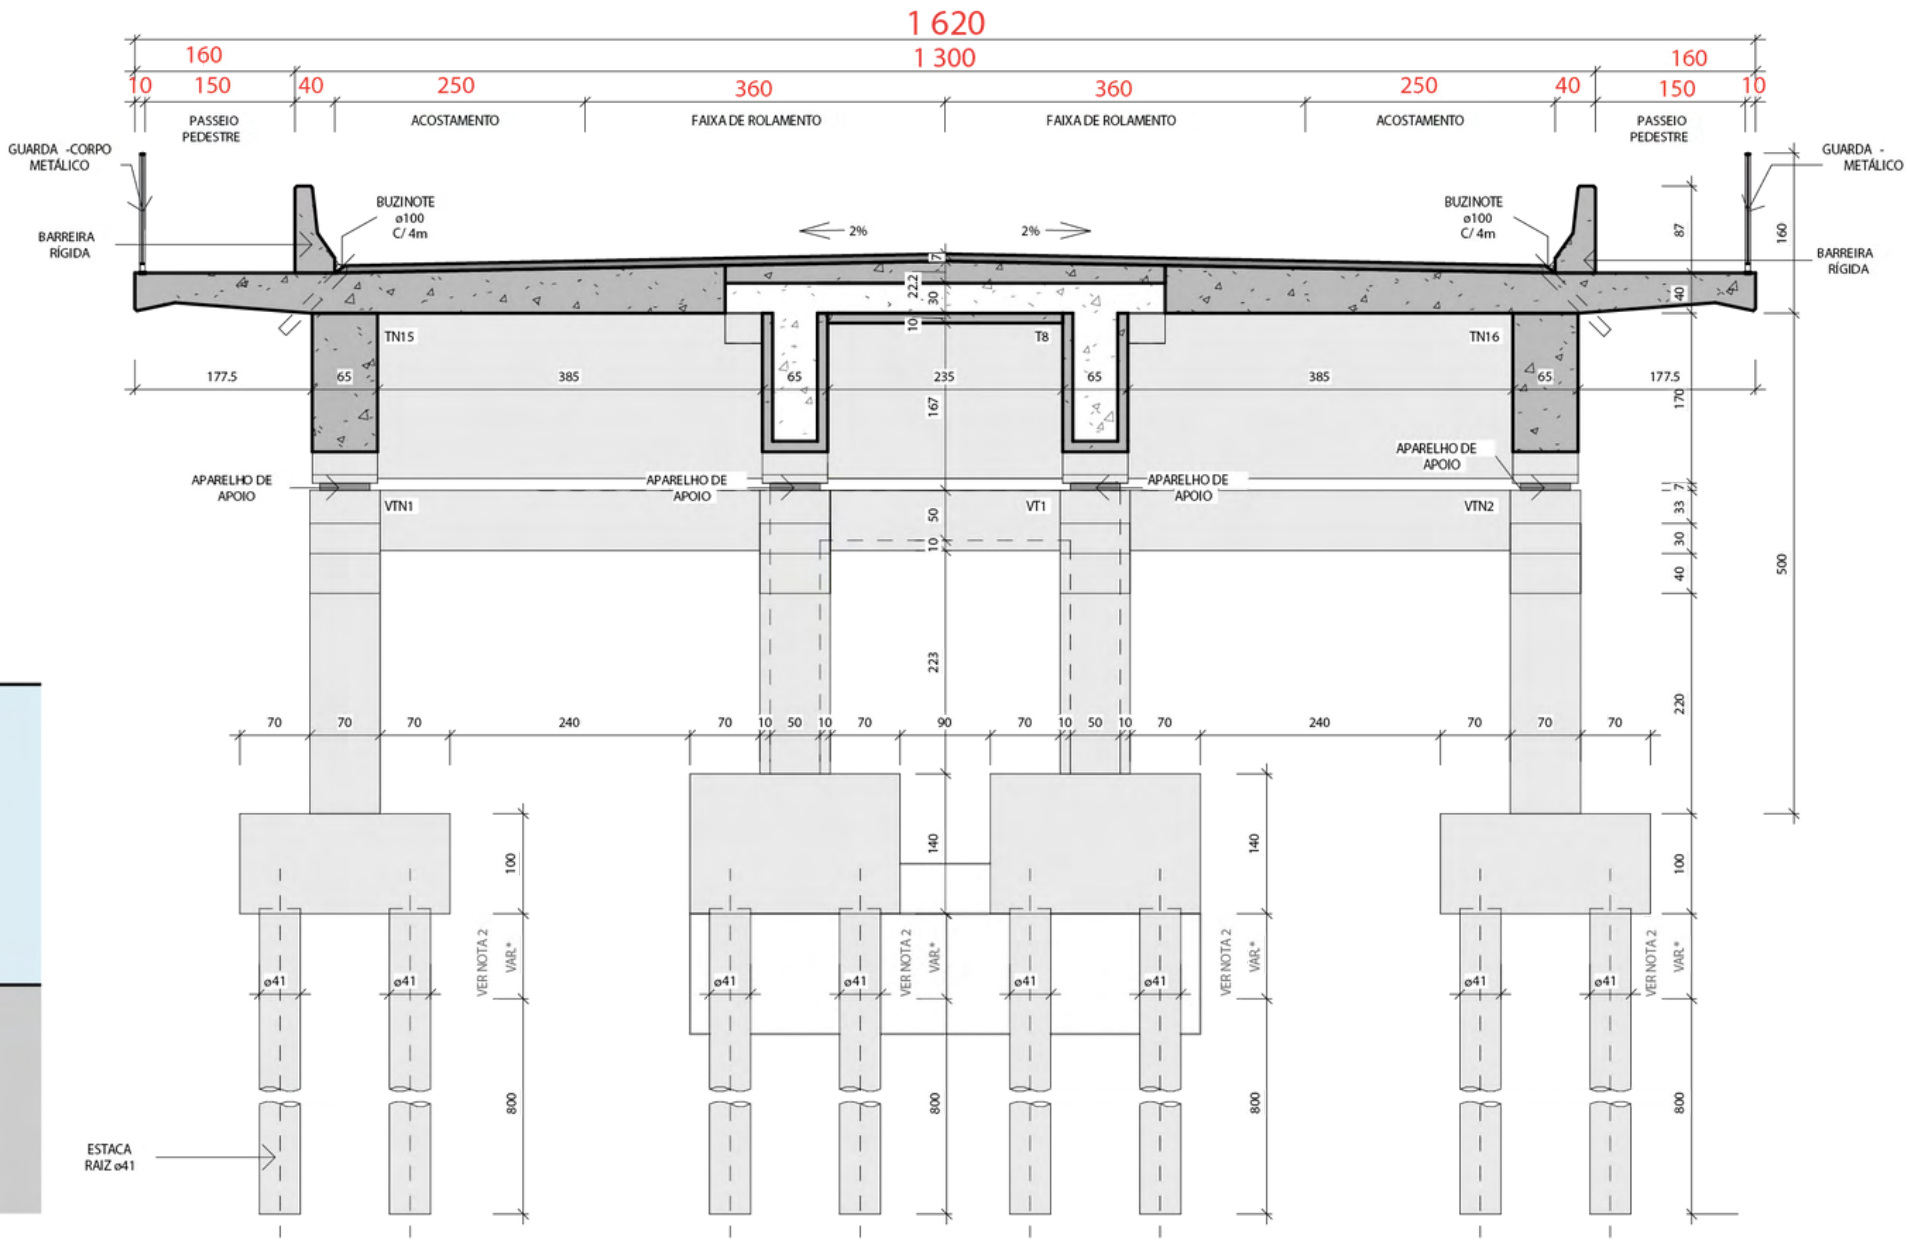 1 620
160
1 300
160
10
150
40
250
360
360
250
40
150
10
PASSEIO
PEDESTRE
ACOSTAMENTO
FAIXA DE ROLAMENTO
FAIXA DE ROLAMENTO
ACOSTAMENTO
PASSEIO
PEDESTRE
GUARDA -CORPO
METÁLICO
GUARDA -
METÁLICO
BUZINOTE
ø100
C/ 4m
2%
2%
BUZINOTE
ø100
C/ 4m
BARREIRA
RÍGIDA
BARREIRA
RÍGIDA
87
160
7
22.2
30
10
40
TN15
T8
TN16
177.5
65
385
65
235
65
385
65
177.5
167
170
APARELHO DE
APOIO
APARELHO DE
APOIO
APARELHO DE
APOIO
APARELHO DE
APOIO
VTN1
VT1
VTN2
50
10
7
33
30
40
500
223
220
70
70
70
240
70
10
50
10
70
90
70
10
50
10
70
240
70
70
70
100
140
140
100
VER NOTA 2
VAR.*
VER NOTA 2
VAR.*
VER NOTA 2
VAR.*
VER NOTA 2
VAR.*
ø41
ø41
ø41
ø41
ø41
ø41
ø41
ø41
800
800
800
800
ESTACA
RAIZ ø41